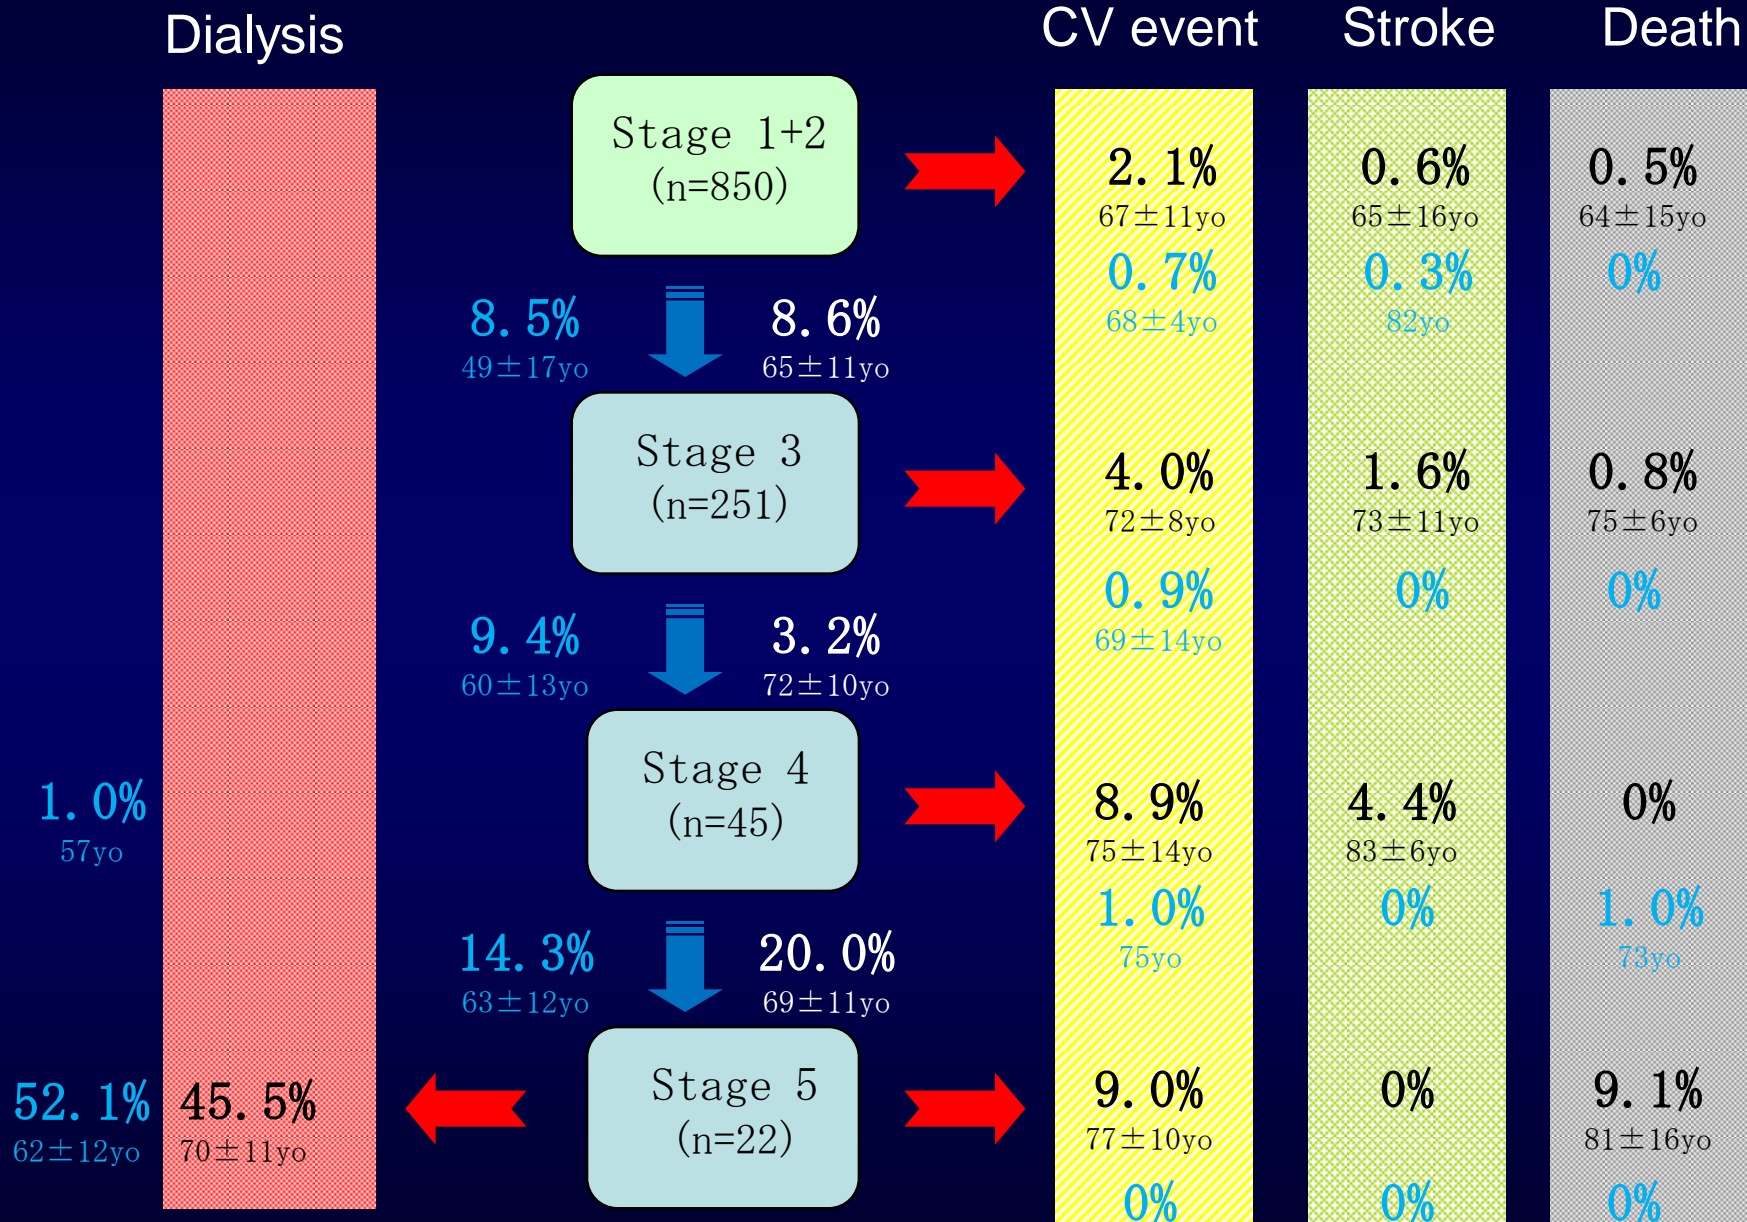 Dialysis
CV event
Stroke
Death
Stage 1+2
(n=850)
2.1%
67±11yo
0.7%
68±4yo
0.6%
65±16yo
0.3%
82yo
0.5%
64±15yo
0%
8.5%
49±17yo
8.6%
65±11yo
Stage 3
(n=251)
4.0%
72±8yo
0.9%
69±14yo
1.6%
73±11yo
0%
0.8%
75±6yo
0%
9.4%
60±13yo
3.2%
72±10yo
1.0%
57yo
Stage 4
(n=45)
8.9%
75±14yo
1.0%
75yo
4.4%
83±6yo
0%
0%
1.0%
73yo
14.3%
63±12yo
20.0%
69±11yo
52.1%
62±12yo
45.5%
70±11yo
Stage 5
(n=22)
9.0%
77±10yo
0%
0%
0%
9.1%
81±16yo
0%